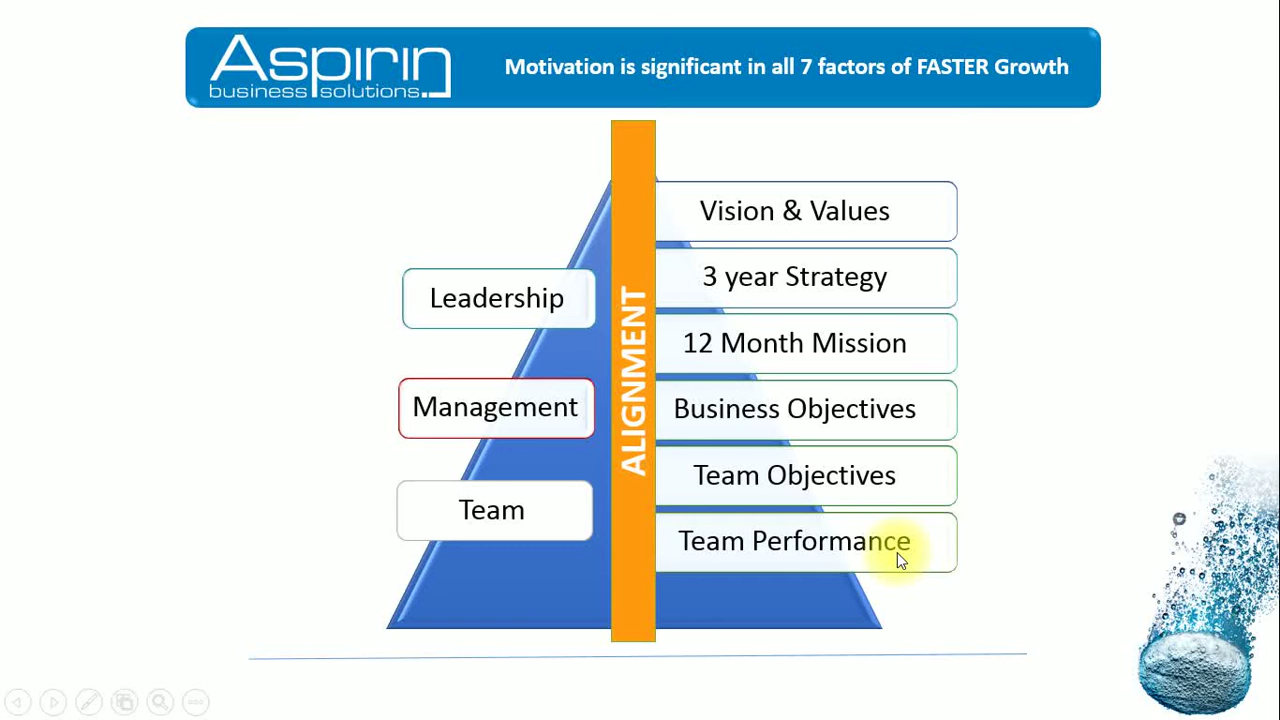 Aspirin
business solutions.
Motivation is significant in all 7 factors of FASTER Growth
ALIGNMENT
Leadership
Management
Team
Vision & Values
3 year Strategy
12 Month Mission
Business Objectives
Team Objectives
Team Performance